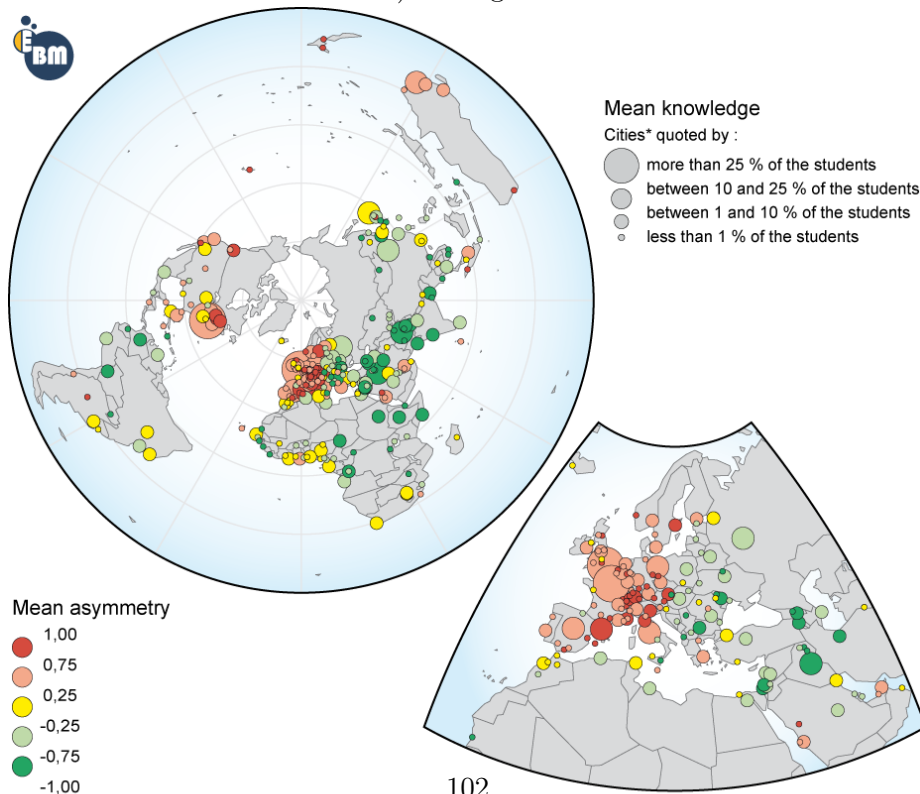 EBM
Mean knowledge
Cities* quoted by :
more than 25 % of the students
between 10 and 25 % of the students
between 1 and 10 % of the students
less than 1 % of the students
Mean asymmetry
1,00
0,75
0,25
-0,25
-0,75
-1,00
102